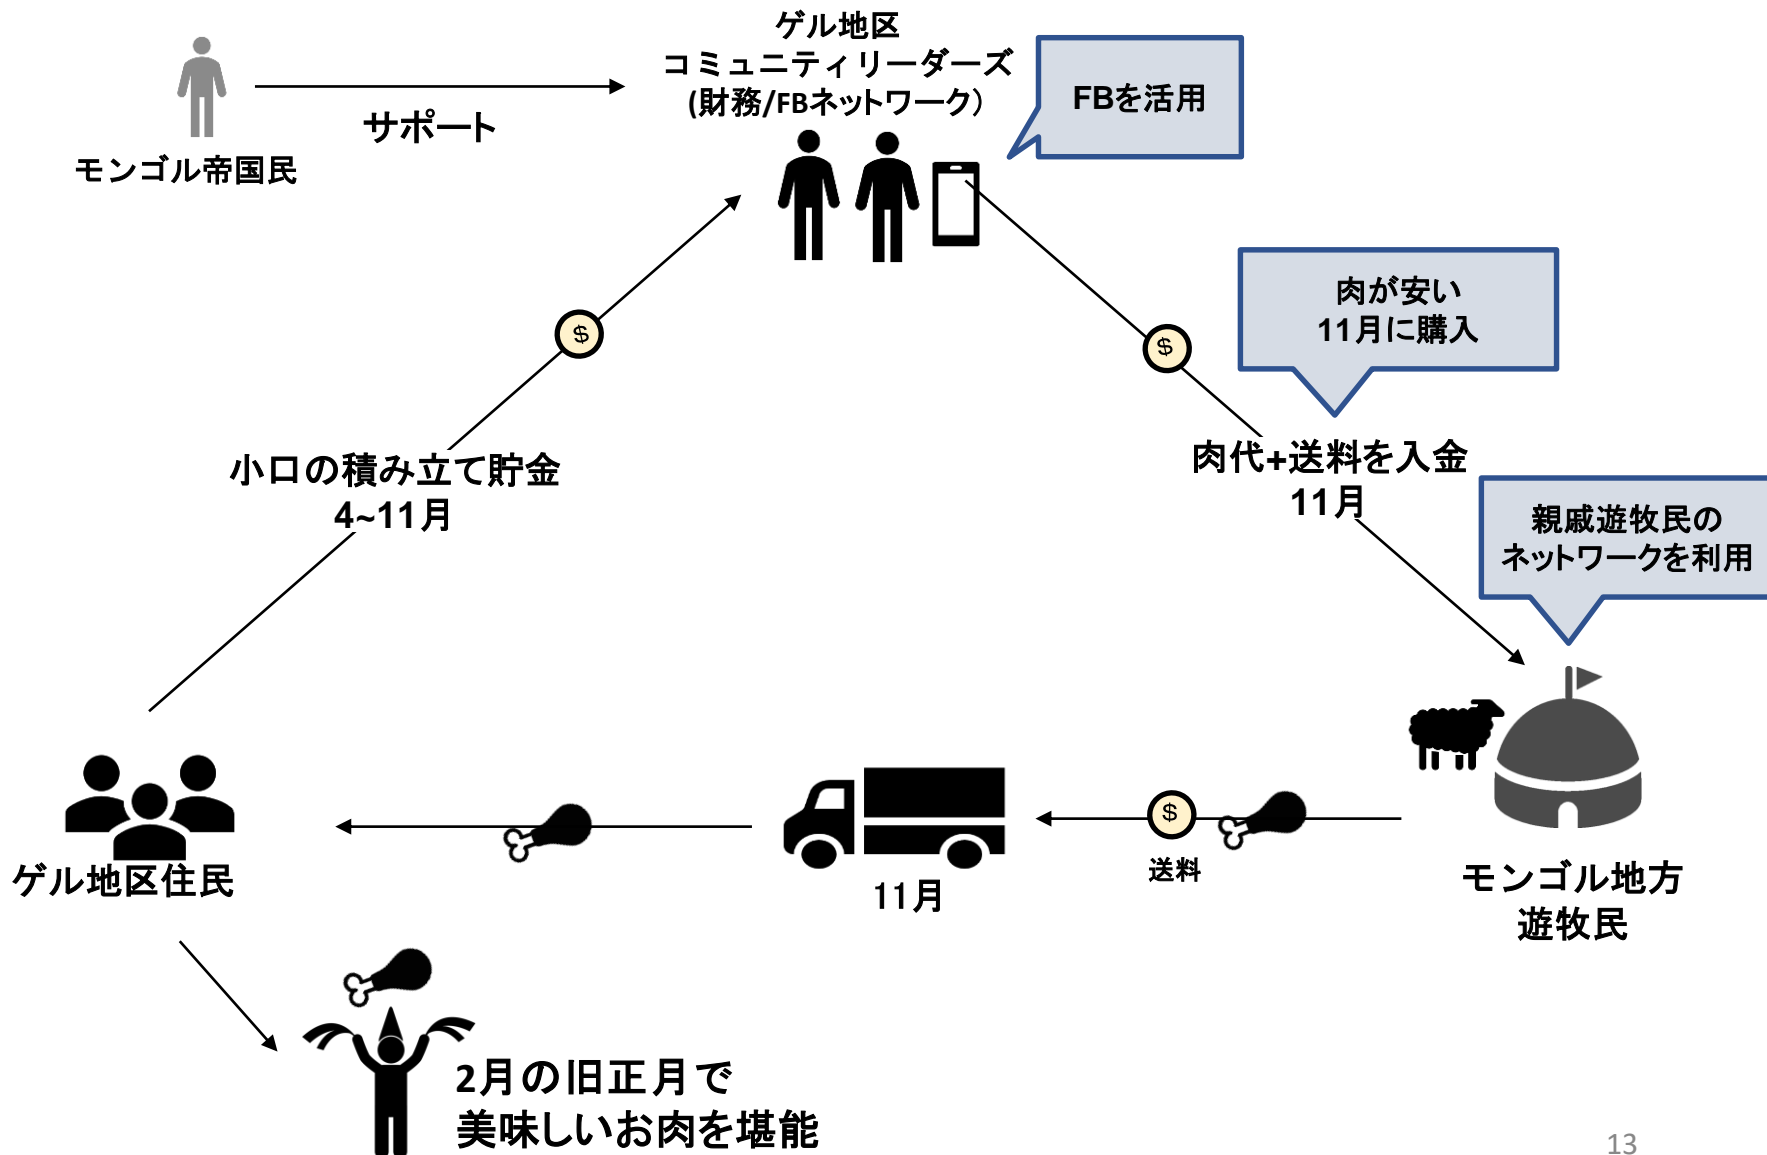 ゲル地区
コミュニティリーダーズ
(財務/FBネットワーク)
FBを活用
サポート
モンゴル帝国民
$
$
肉が安い
11月に購入
小口の積み立て貯金
4~11月
肉代+送料を入金
11月
親戚遊牧民の
ネットワークを利用
$
送料
11月
ゲル地区住民
モンゴル地方
遊牧民
2月の旧正月で
美味しいお肉を堪能
13